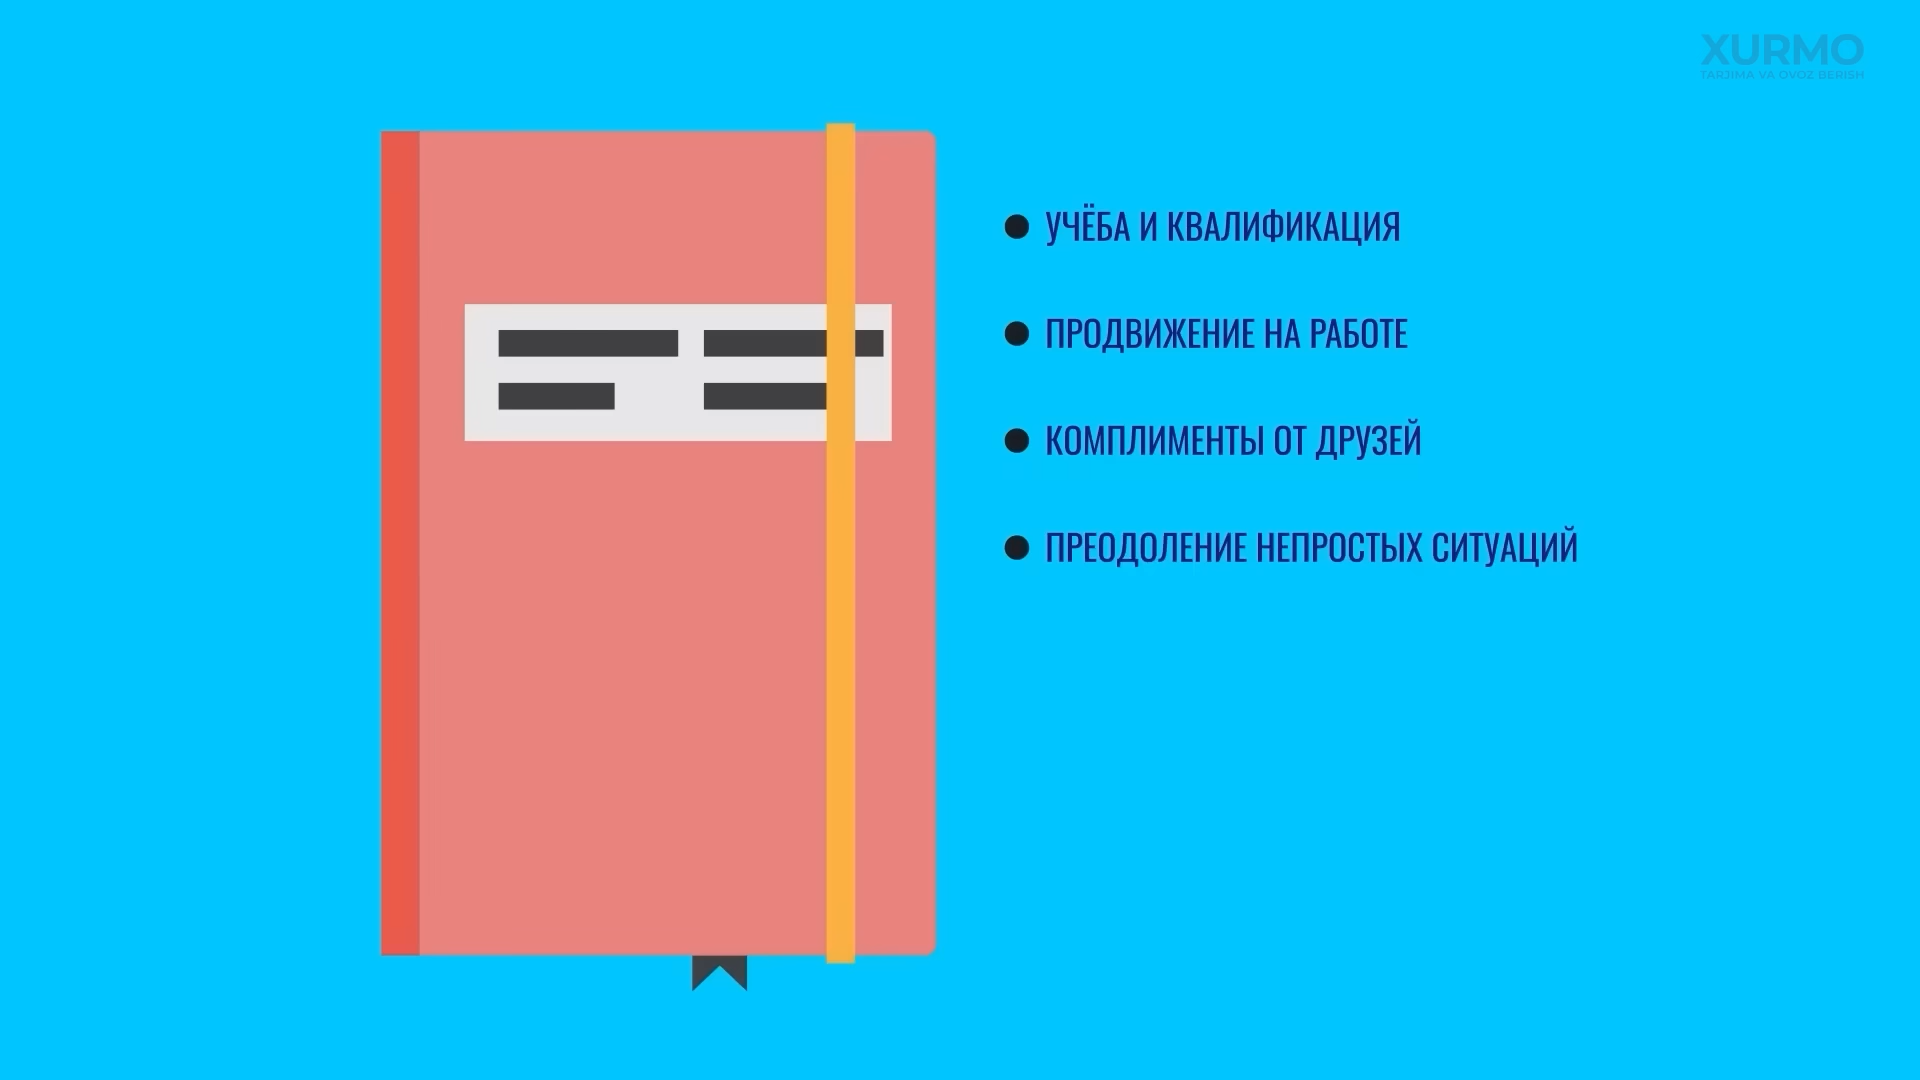 XURMO
TARJIMA VA OVOZ BERISH
УЧЁБА И КВАЛИФИКАЦИЯ
ПРОДВИЖЕНИЕ НА РАБОТЕ
КОМПЛИМЕНТЫ ОТ ДРУЗЕЙ
ПРЕОДОЛЕНИЕ НЕПРОСТЫХ СИТУАЦИЙ